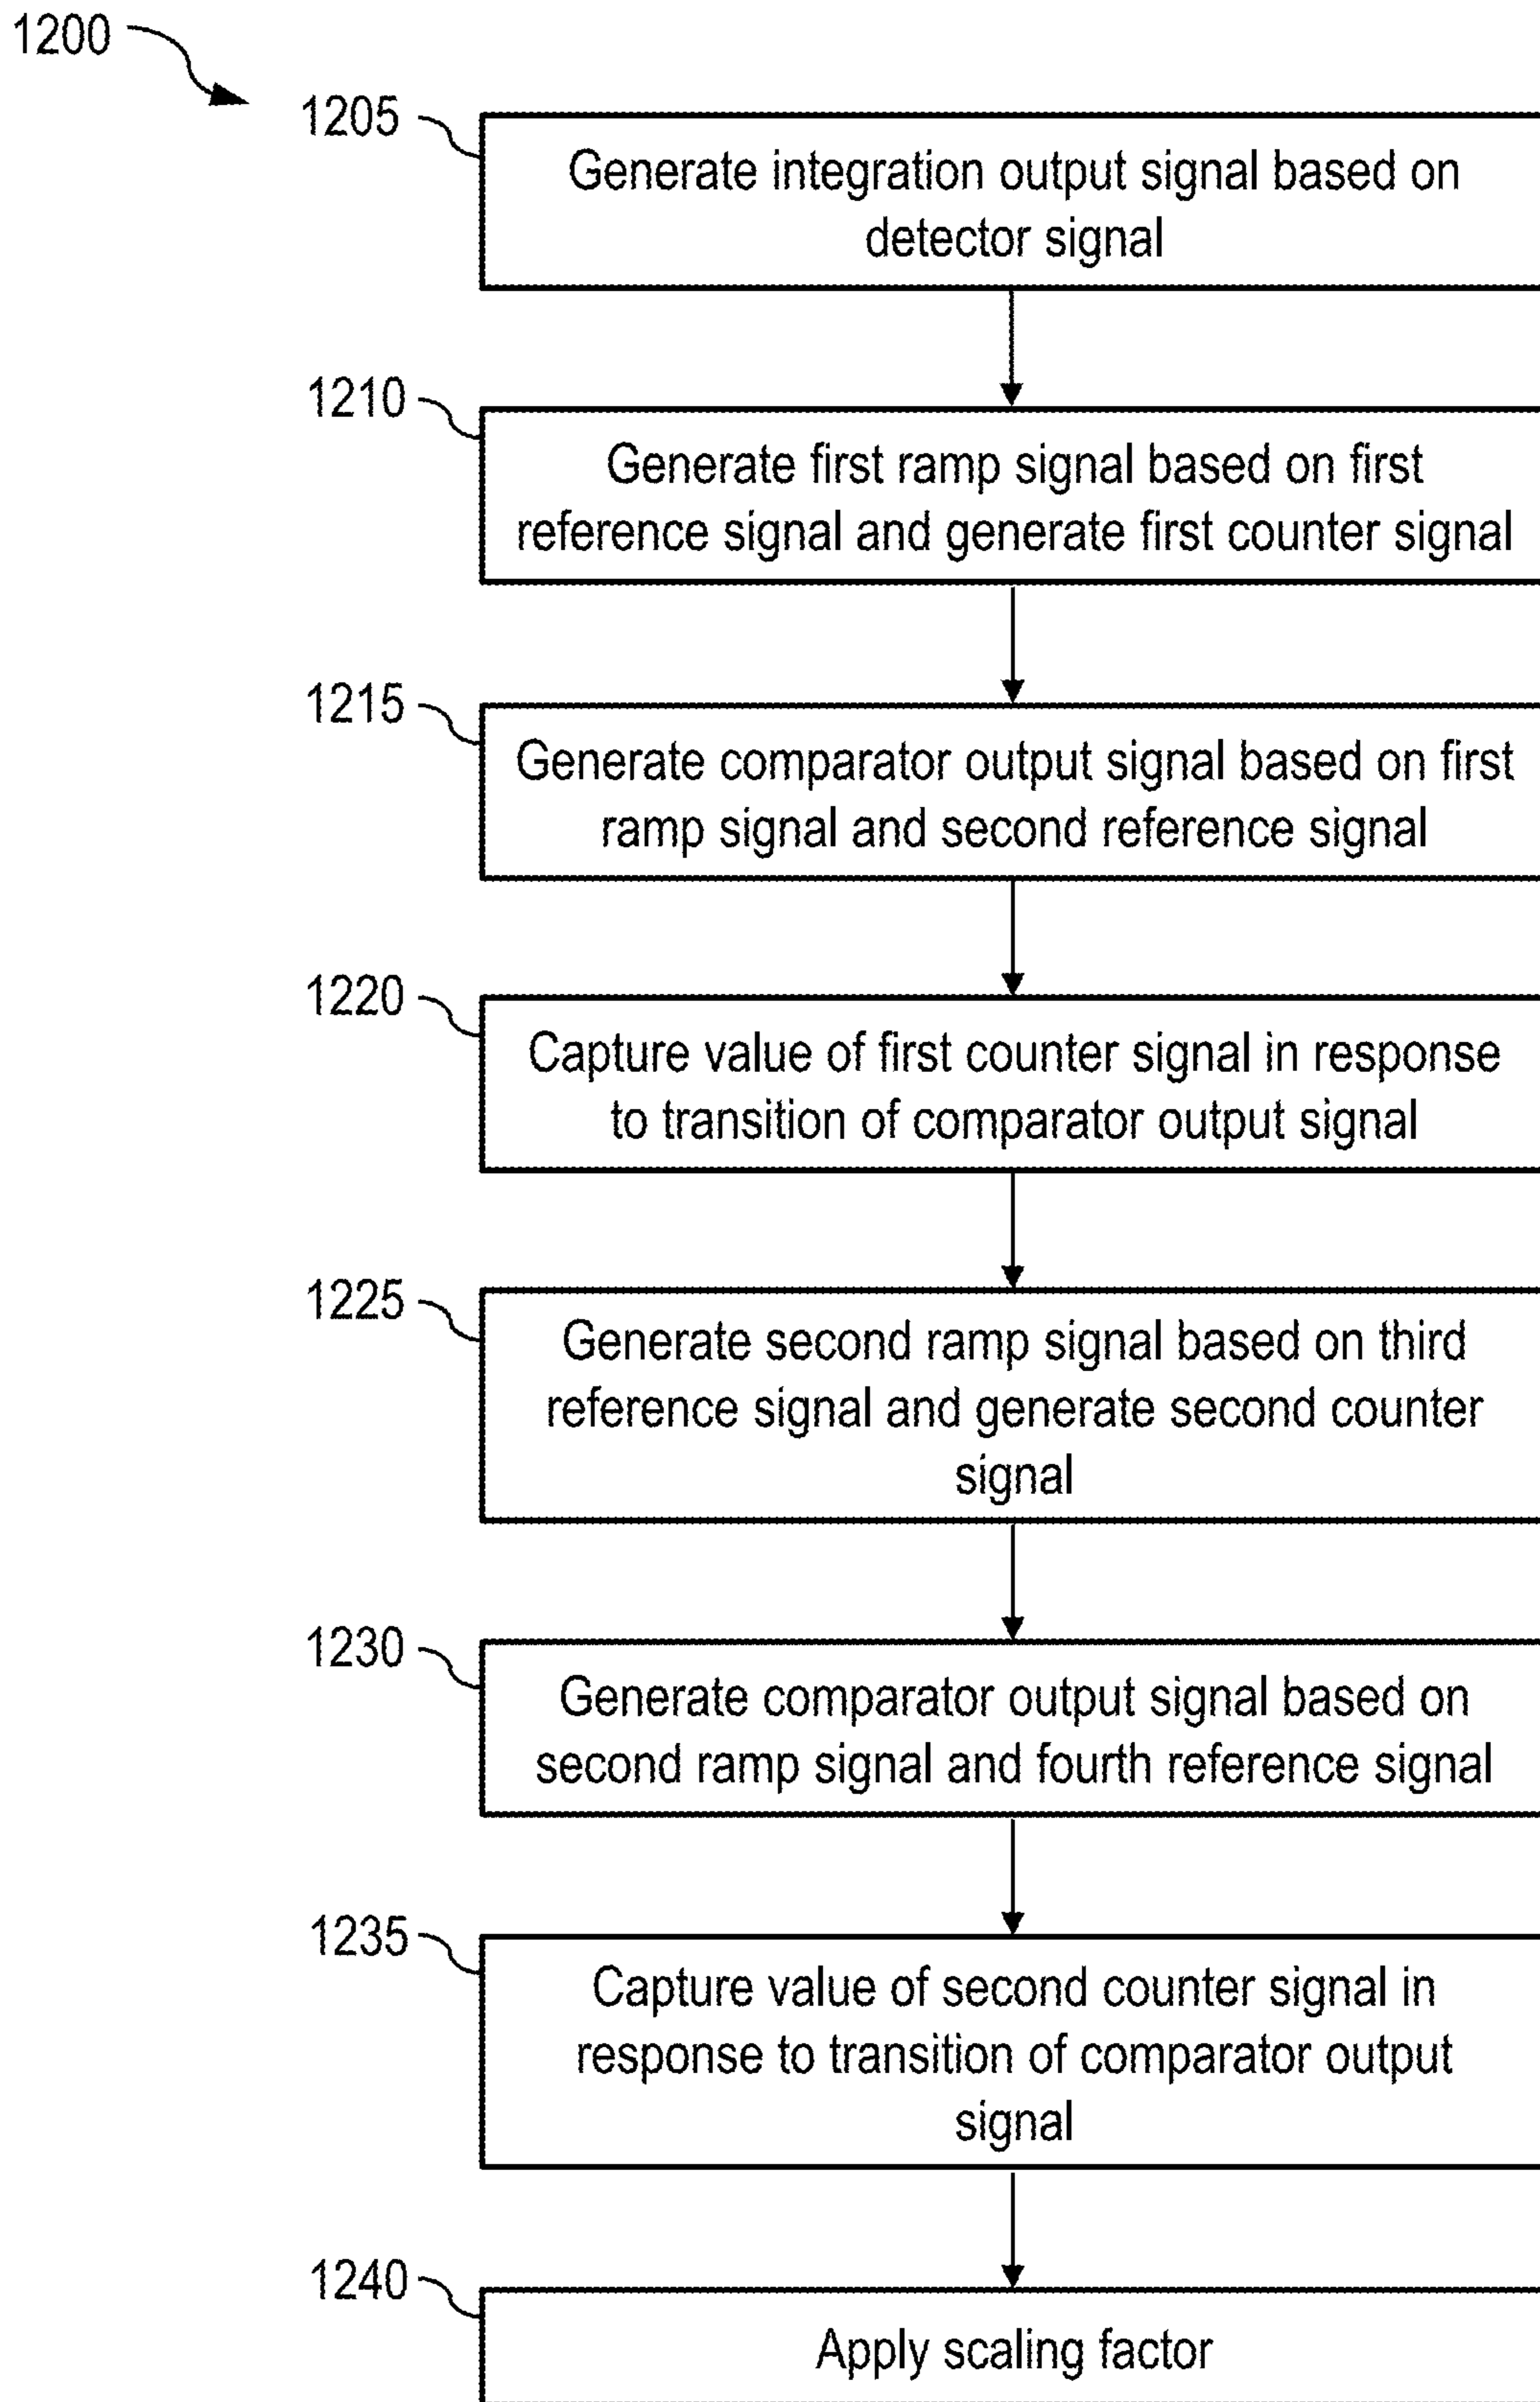 1200
1205
Generate integration output signal based on
detector signal
1210
Generate first ramp signal based on first
reference signal and generate first counter signal
1215
Generate comparator output signal based on first
ramp signal and second reference signal
1220
Capture value of first counter signal in response
to transition of comparator output signal
1225
Generate second ramp signal based on third
reference signal and generate second counter
signal
1230
Generate comparator output signal based on
second ramp signal and fourth reference signal
1235
Capture value of second counter signal in
response to transition of comparator output
signal
1240
Apply scaling factor